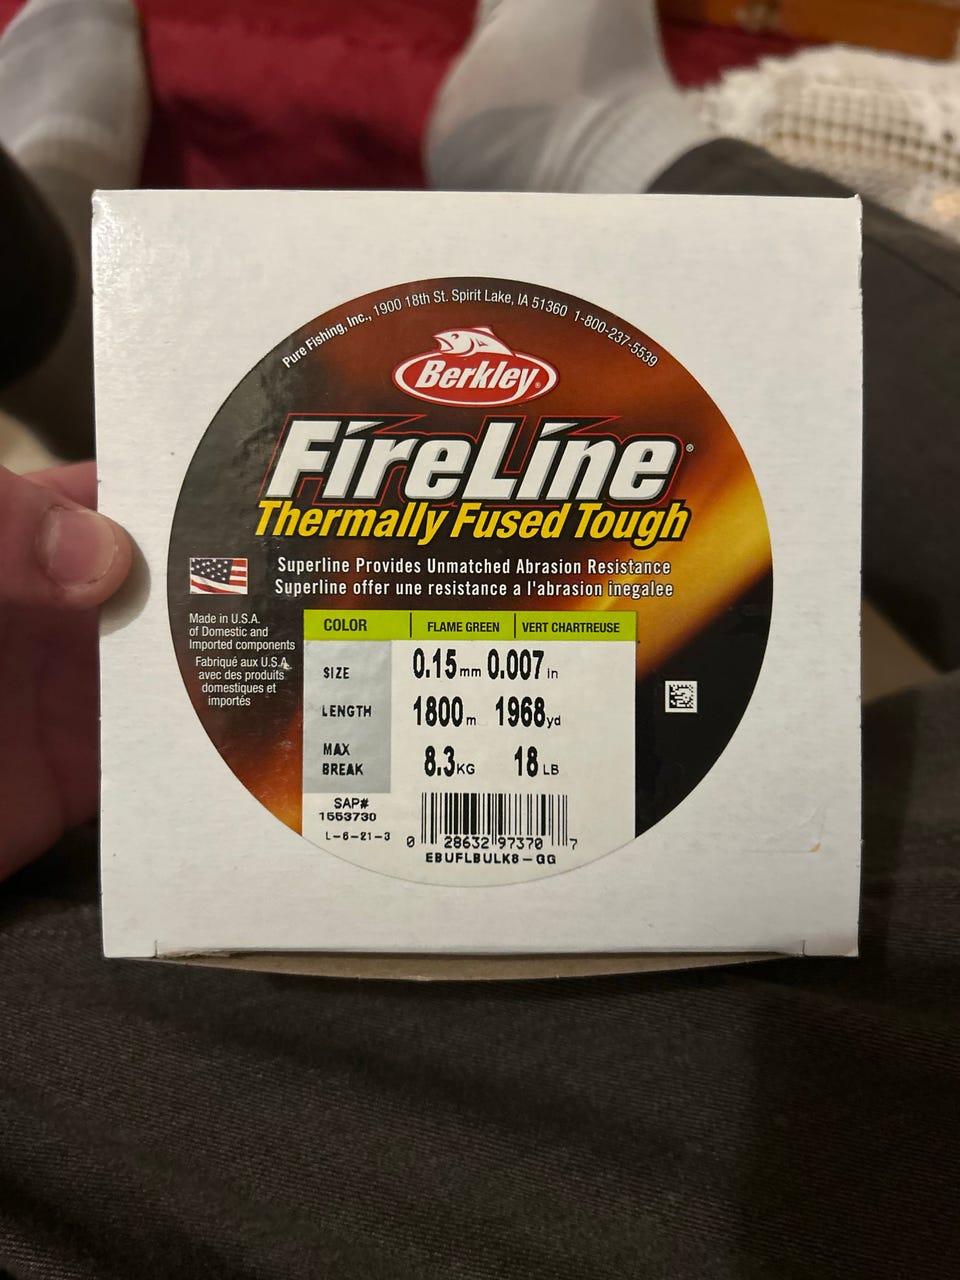 Pure Fishing, Inc., 1900 18th St. Spirit Lake, IA 51360 1-800-237-5539
Berkley®
FireLine®
Thermally Fused Tough
Superline Provides Unmatched Abrasion Resistance
Superline offer une resistance a l'abrasion inegalee
Made in U.S.A.
of Domestic and
Imported components
Fabriqué aux U.S.A.
avec des produits
domestiques et
importés
COLOR FLAME GREEN VERT CHARTREUSE
SIZE 0.15mm 0.007in
LENGTH 1800m 1968yd
MAX BREAK 8.3KG 18LB
SAP#
1553730
L-6-21-3
0 28632 97370 7
EBUFLBULK8-GG